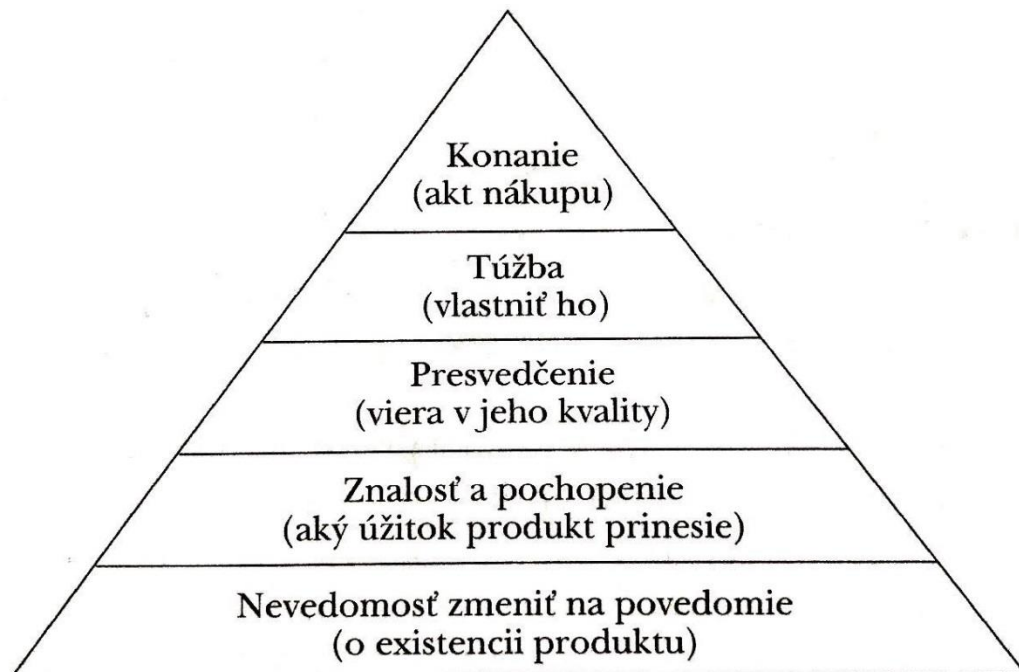 Konanie
(akt nákupu)
Túžba
(vlastniť ho)
Presvedčenie
(viera v jeho kvality)
Znalosť a pochopenie
(aký úžitok produkt prinesie)
Nevedomosť zmeniť na povedomie
(o existencii produktu)